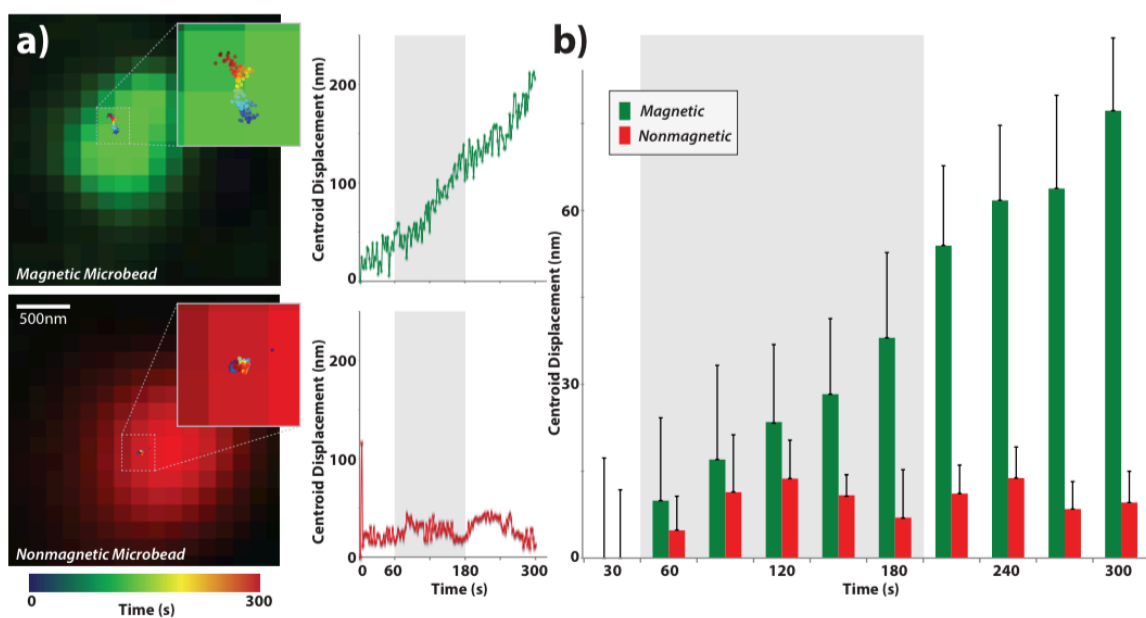 a)
Magnetic Microbead
500nm
Nonmagnetic Microbead
0
300
Time (s)
Centroid Displacement (nm)
200
100
0
Centroid Displacement (nm)
200
100
0
0 60 180 300
Time (s)
b)
Magnetic
Nonmagnetic
Centroid Displacement (nm)
60
30
0
30 60 120 180 240 300
Time (s)